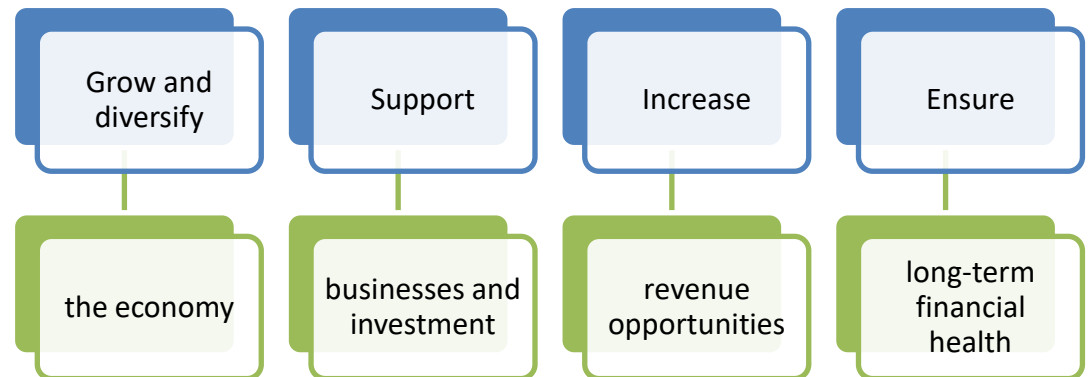 Grow and
diversify
Support
Increase
Ensure
the economy
businesses and
investment
revenue
opportunities
long-term
financial
health